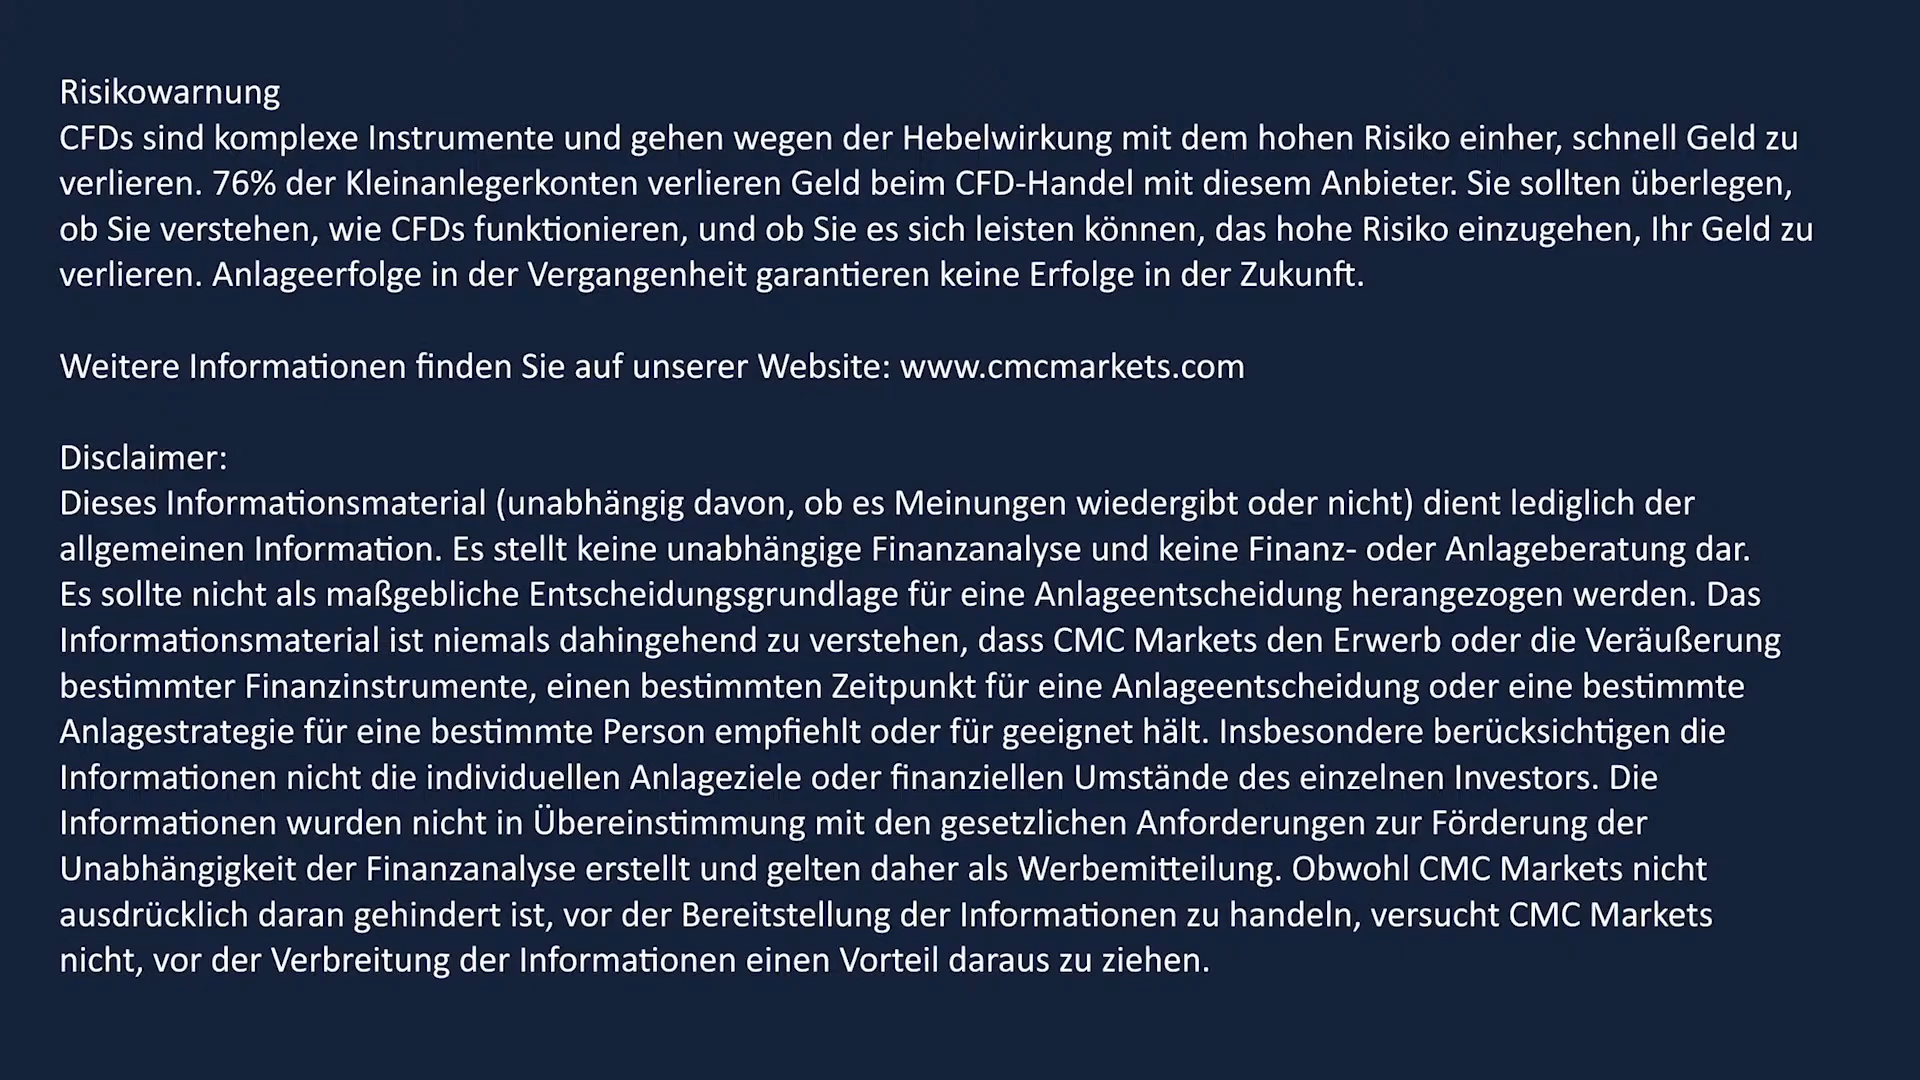 Risikowarnung
CFDs sind komplexe Instrumente und gehen wegen der Hebelwirkung mit dem hohen Risiko einher, schnell Geld zu
verlieren. 76% der Kleinanlegerkonten verlieren Geld beim CFD-Handel mit diesem Anbieter. Sie sollten überlegen,
ob Sie verstehen, wie CFDs funktionieren, und ob Sie es sich leisten können, das hohe Risiko einzugehen, Ihr Geld zu
verlieren. Anlageerfolge in der Vergangenheit garantieren keine Erfolge in der Zukunft.
Weitere Informationen finden Sie auf unserer Website: www.cmcmarkets.com
Disclaimer:
Dieses Informationsmaterial (unabhängig davon, ob es Meinungen wiedergibt oder nicht) dient lediglich der
allgemeinen Information. Es stellt keine unabhängige Finanzanalyse und keine Finanz- oder Anlageberatung dar.
Es sollte nicht als maßgebliche Entscheidungsgrundlage für eine Anlageentscheidung herangezogen werden. Das
Informationsmaterial ist niemals dahingehend zu verstehen, dass CMC Markets den Erwerb oder die Veräußerung
bestimmter Finanzinstrumente, einen bestimmten Zeitpunkt für eine Anlageentscheidung oder eine bestimmte
Anlagestrategie für eine bestimmte Person empfiehlt oder für geeignet hält. Insbesondere berücksichtigen die
Informationen nicht die individuellen Anlageziele oder finanziellen Umstände des einzelnen Investors. Die
Informationen wurden nicht in Übereinstimmung mit den gesetzlichen Anforderungen zur Förderung der
Unabhängigkeit der Finanzanalyse erstellt und gelten daher als Werbemitteilung. Obwohl CMC Markets nicht
ausdrücklich daran gehindert ist, vor der Bereitstellung der Informationen zu handeln, versucht CMC Markets
nicht, vor der Verbreitung der Informationen einen Vorteil daraus zu ziehen.